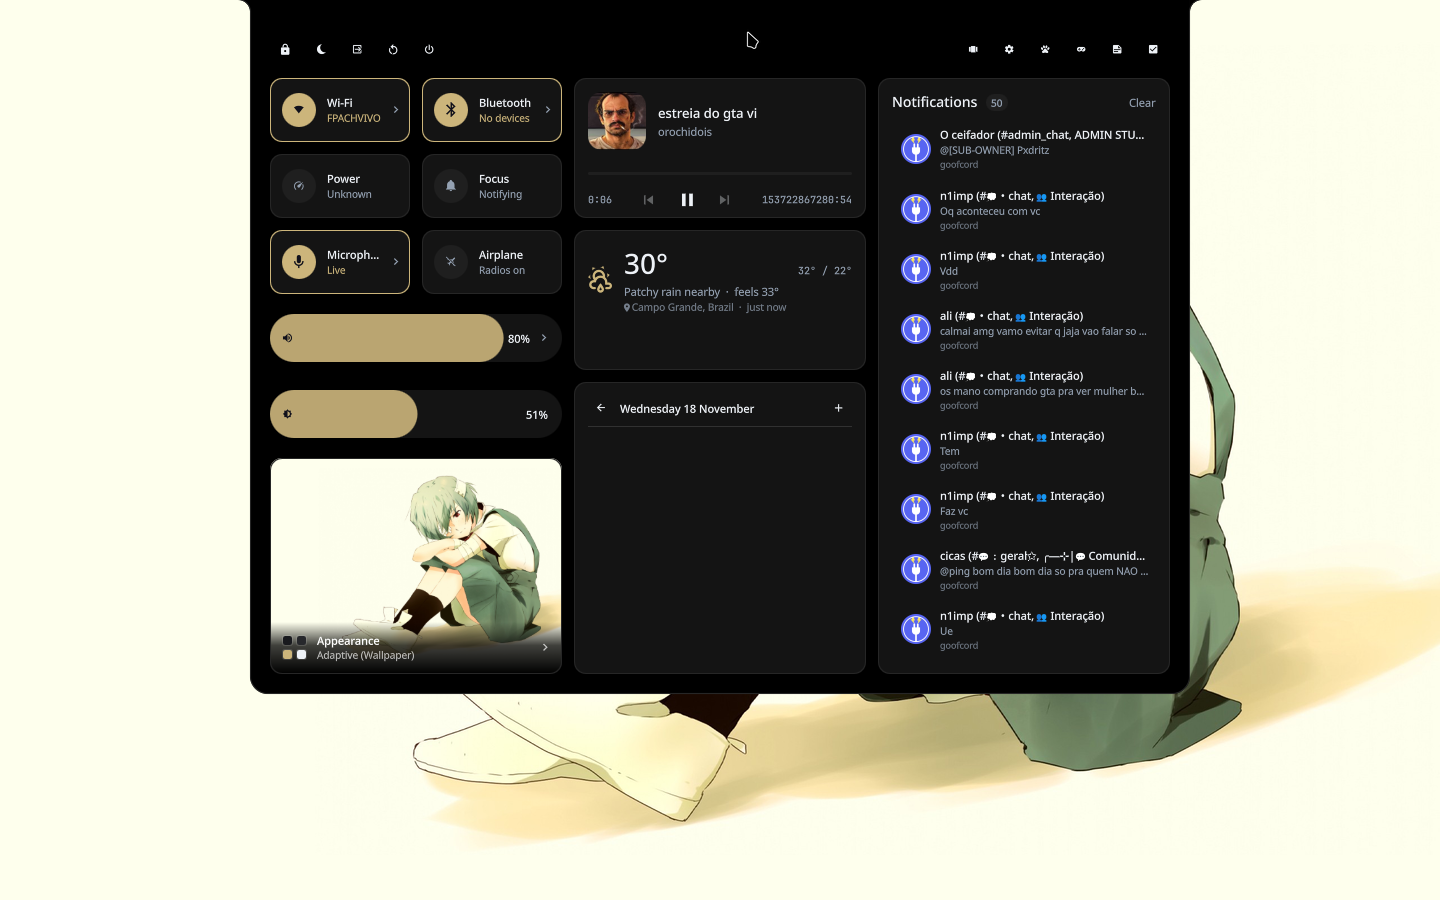 Wi-Fi
FPACHVIVO
Bluetooth
No devices
Power
Unknown
Focus
Notifying
Microph...
Live
Airplane
Radios on
80%
51%
Appearance
Adaptive (Wallpaper)
estreia do gta vi
orochidois
0:06
153722867280:54
30°
32° / 22°
Patchy rain nearby · feels 33°
Campo Grande, Brazil · just now
Wednesday 18 November
Notifications 50
Clear
O ceifador (#admin_chat, ADMIN STU...
@[SUB-OWNER] Pxdritz
goofcord
n1imp (#💭 • chat, 👥 Interação)
Oq aconteceu com vc
goofcord
n1imp (#💭 • chat, 👥 Interação)
Vdd
goofcord
ali (#💭 • chat, 👥 Interação)
calmai amg vamo evitar q jaja vao falar so ...
goofcord
ali (#💭 • chat, 👥 Interação)
os mano comprando gta pra ver mulher b...
goofcord
n1imp (#💭 • chat, 👥 Interação)
Tem
goofcord
n1imp (#💭 • chat, 👥 Interação)
Faz vc
goofcord
cicas (#💬 : geral✩, ╭—⊹|💬 Comunid...
@ping bom dia bom dia so pra quem NAO ...
goofcord
n1imp (#💭 • chat, 👥 Interação)
Ue
goofcord